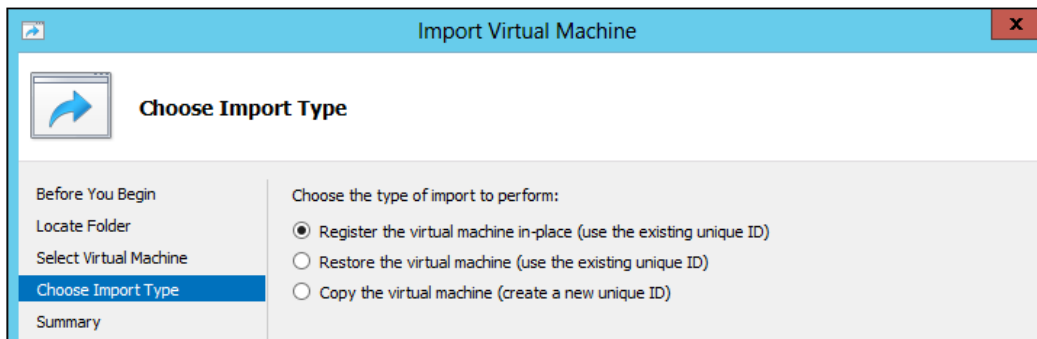 Import Virtual Machine
x
Choose Import Type
Before You Begin
Locate Folder
Select Virtual Machine
Choose Import Type
Summary
Choose the type of import to perform:
Register the virtual machine in-place (use the existing unique ID)
Restore the virtual machine (use the existing unique ID)
Copy the virtual machine (create a new unique ID)